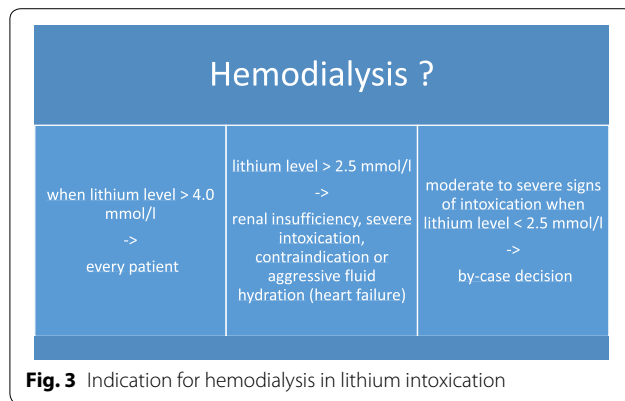 Hemodialysis ?
when lithium level > 4.0
mmol/l
->
every patient
lithium level > 2.5 mmol/l
->
renal insufficiency, severe
intoxication,
contraindication or
aggressive fluid
hydration (heart failure)
moderate to severe signs
of intoxication when
lithium level < 2.5 mmol/l
->
by-case decision
Fig. 3 Indication for hemodialysis in lithium intoxication